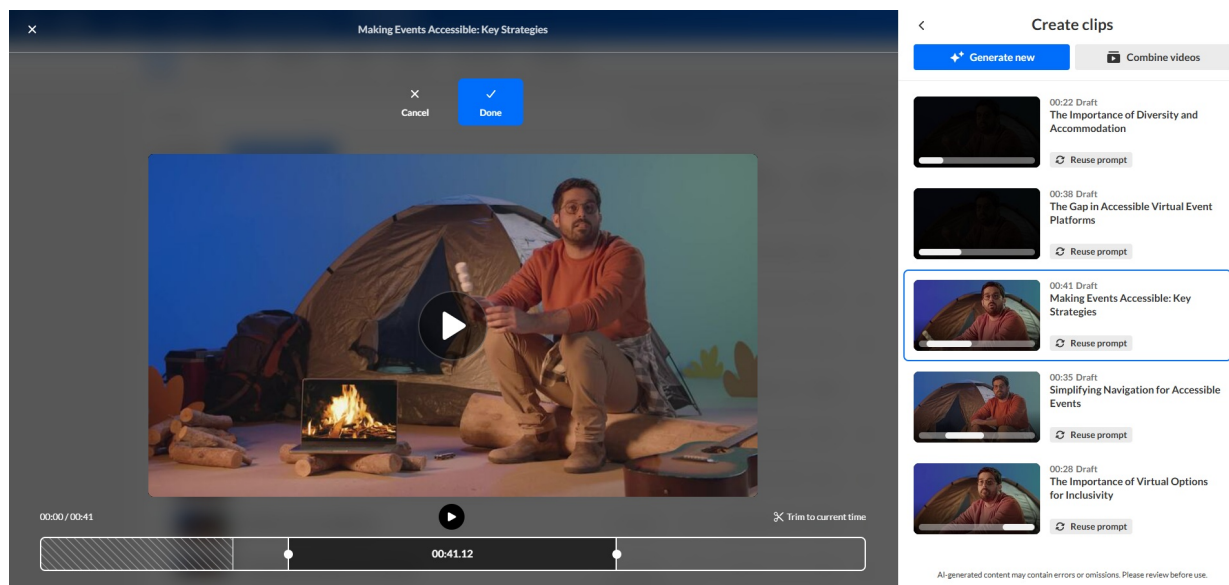 Making Events Accessible: Key Strategies
Cancel
Done
00:00 / 00:41
Trim to current time
00:41.12
Create clips
Generate new
Combine videos
00:22 Draft
The Importance of Diversity and
Accommodation
Reuse prompt
00:38 Draft
The Gap in Accessible Virtual Event
Platforms
Reuse prompt
00:41 Draft
Making Events Accessible: Key
Strategies
Reuse prompt
00:35 Draft
Simplifying Navigation for Accessible
Events
Reuse prompt
00:28 Draft
The Importance of Virtual Options
for Inclusivity
Reuse prompt
AI-generated content may contain errors or omissions. Please review before use.